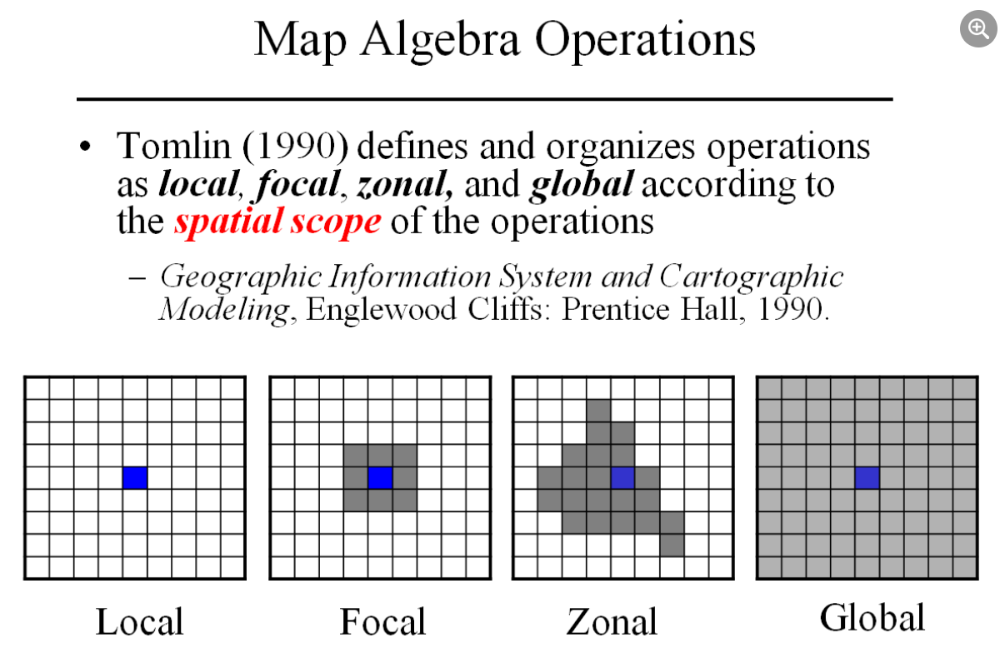 Map Algebra Operations
• Tomlin (1990) defines and organizes operations
as local, focal, zonal, and global according to
the spatial scope of the operations
– Geographic Information System and Cartographic
Modeling, Englewood Cliffs: Prentice Hall, 1990.
Local
Focal
Zonal
Global